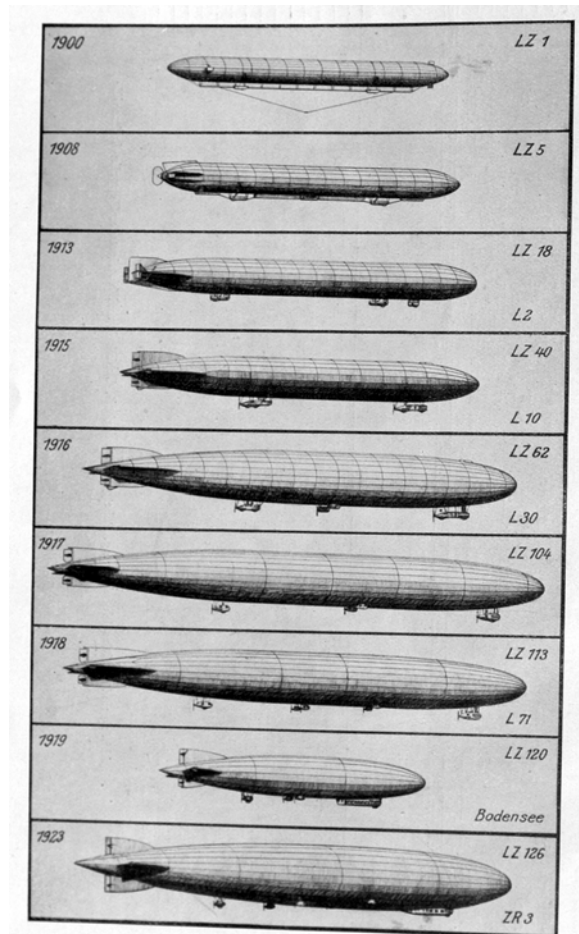 1900 LZ 1
1908 LZ 5
1913 LZ 18
L2
1915 LZ 40
L 10
1916 LZ 62
L30
1917 LZ 104
1918 LZ 113
L 71
1919 LZ 120
Bodensee
1923 LZ 126
ZR 3